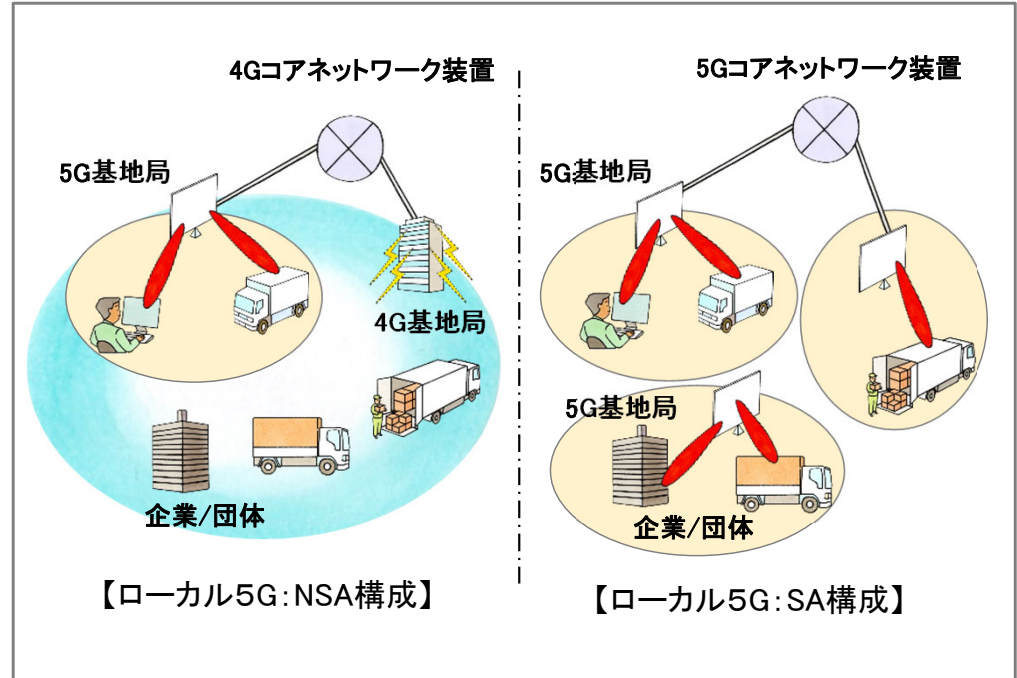 4Gコアネットワーク装置
5G基地局
4G基地局
企業/団体
【ローカル５G：NSA構成】
5Gコアネットワーク装置
5G基地局
5G基地局
企業/団体
【ローカル５G：SA構成】